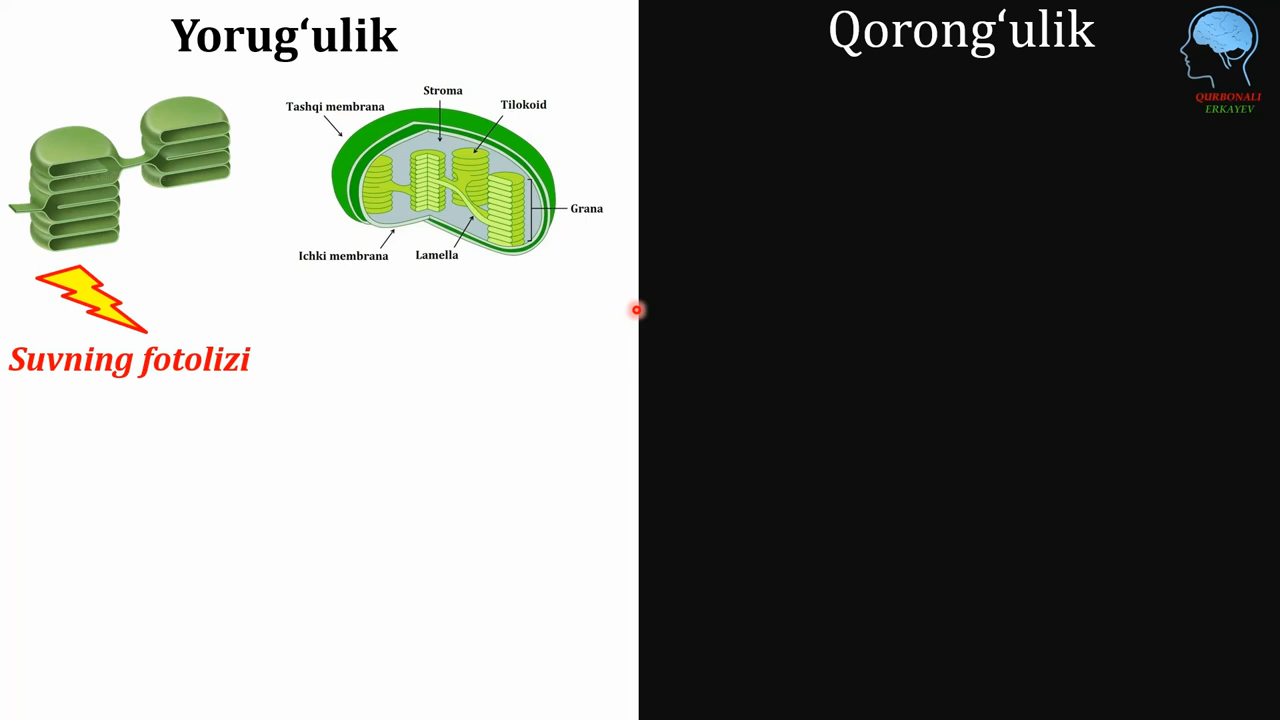 Yorug‘ulik
Qorong‘ulik
QURBONALI
ERKAYEV
Stroma
Tashqi membrana
Tilokoid
Grana
Ichki membrana
Lamella
Suvning fotolizi